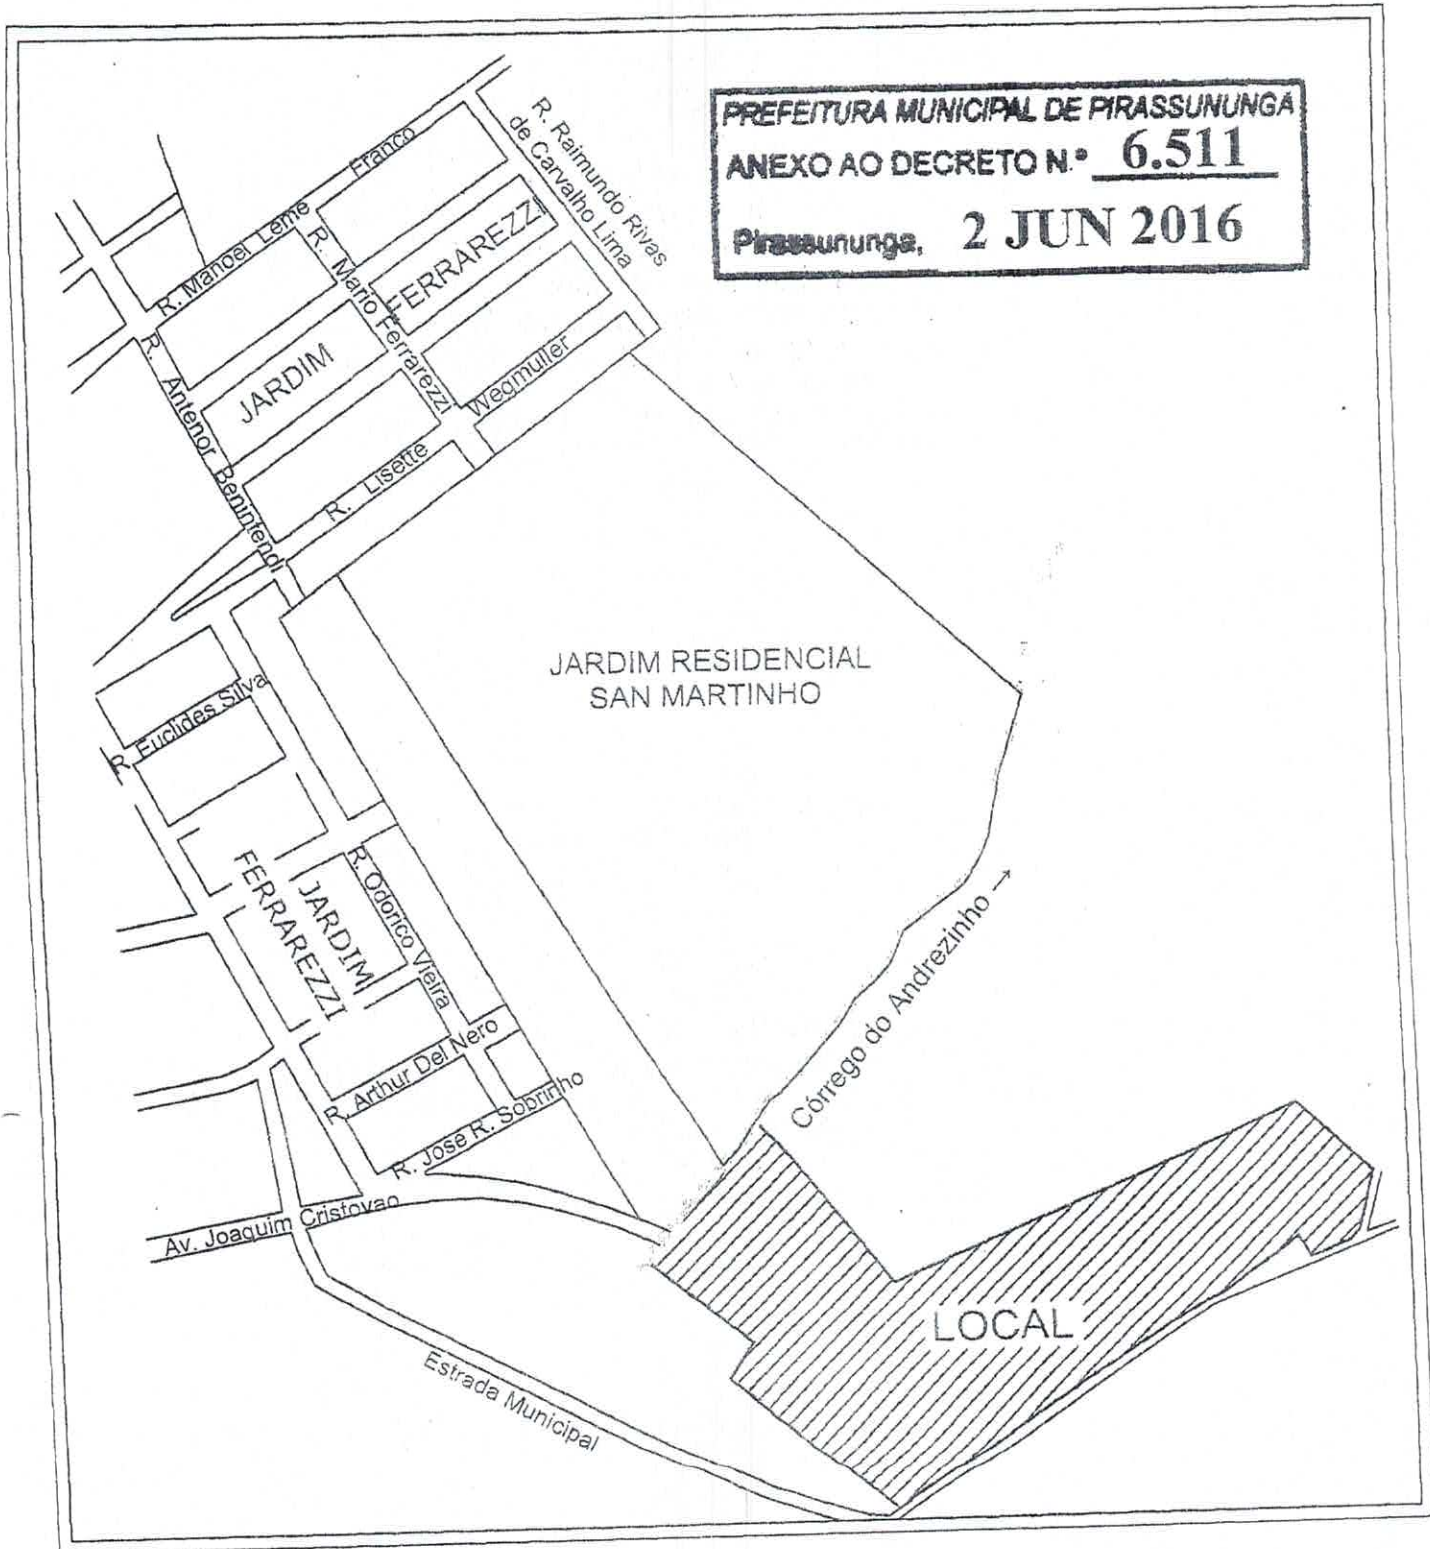 PREFEITURA MUNICIPAL DE PIRASSUNUNGA
ANEXO AO DECRETO N.º 6.511
Pirassununga, 2 JUN 2016
R. Raimundo Rivas
de Carvalho Lima
R. Manoel Leme Franco
R. Mario Ferrarezzi
JARDIM FERRAREZZI
R. Antenor Benintendi
R. Lisette Wegmuller
JARDIM RESIDENCIAL
SAN MARTINHO
R. Euclides Silva
JARDIM
FERRAREZZI
R. Odorico Vieira
R. Arthur Del Nero
R. Jose R. Sobrinho
Av. Joaquim Cristovao
Córrego do Andrezinho →
LOCAL
Estrada Municipal